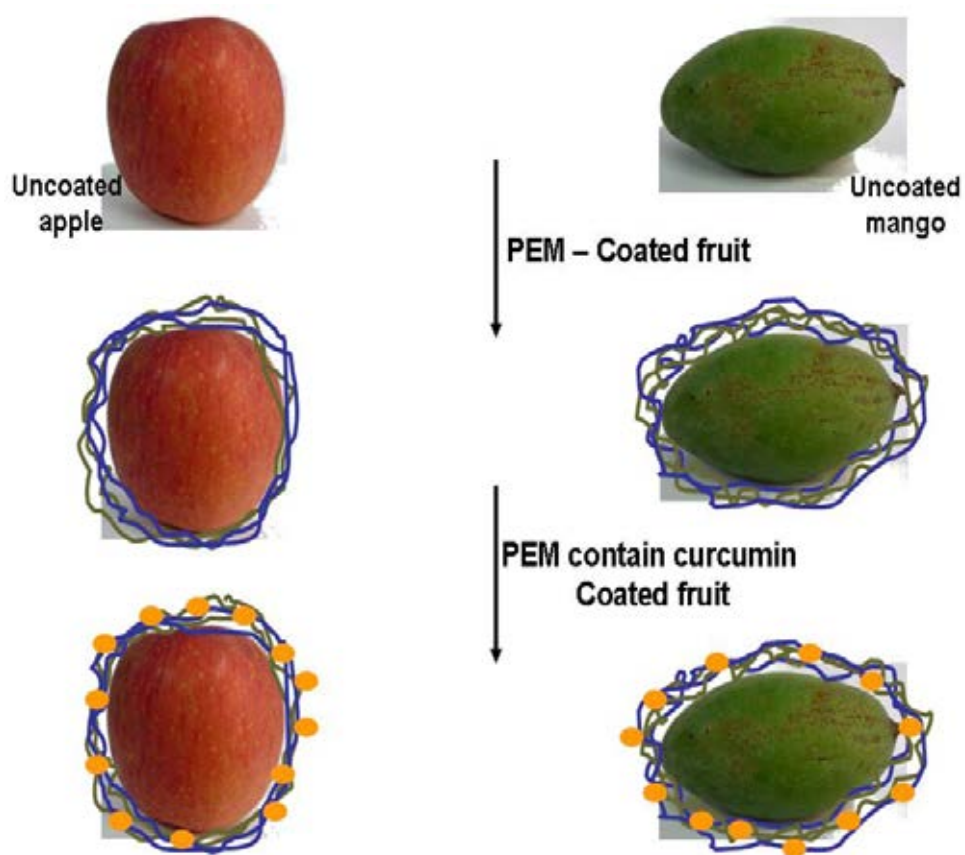 Uncoated
apple
Uncoated
mango
PEM – Coated fruit
PEM contain curcumin
Coated fruit